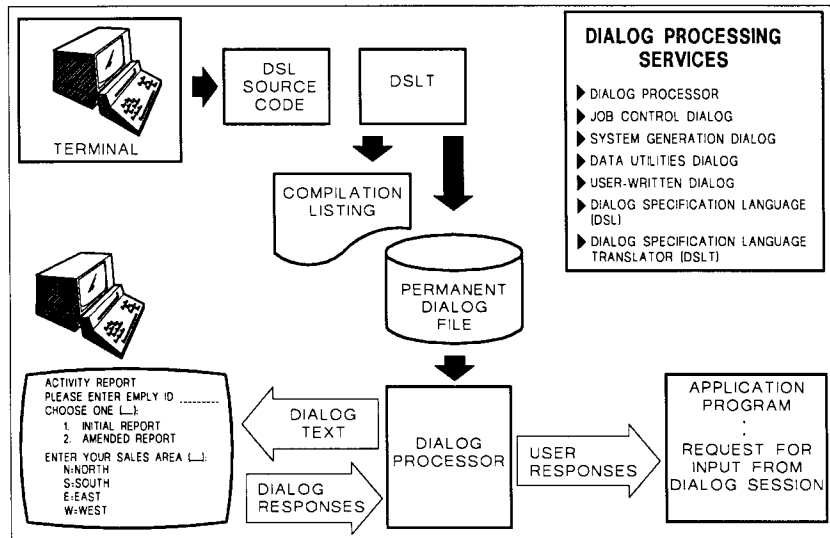 TERMINAL
DSL
SOURCE
CODE
DSLT
COMPILATION
LISTING
PERMANENT
DIALOG
FILE
DIALOG PROCESSING
SERVICES
DIALOG PROCESSOR
JOB CONTROL DIALOG
SYSTEM GENERATION DIALOG
DATA UTILITIES DIALOG
USER-WRITTEN DIALOG
DIALOG SPECIFICATION LANGUAGE
(DSL)
DIALOG SPECIFICATION LANGUAGE
TRANSLATOR (DSLT)
ACTIVITY REPORT
PLEASE ENTER EMPLY ID _______
CHOOSE ONE (__):
1. INITIAL REPORT
2. AMENDED REPORT
ENTER YOUR SALES AREA (__):
N=NORTH
S=SOUTH
E=EAST
W=WEST
DIALOG
TEXT
DIALOG
RESPONSES
DIALOG
PROCESSOR
USER
RESPONSES
APPLICATION
PROGRAM
:
REQUEST FOR
INPUT FROM
DIALOG SESSION